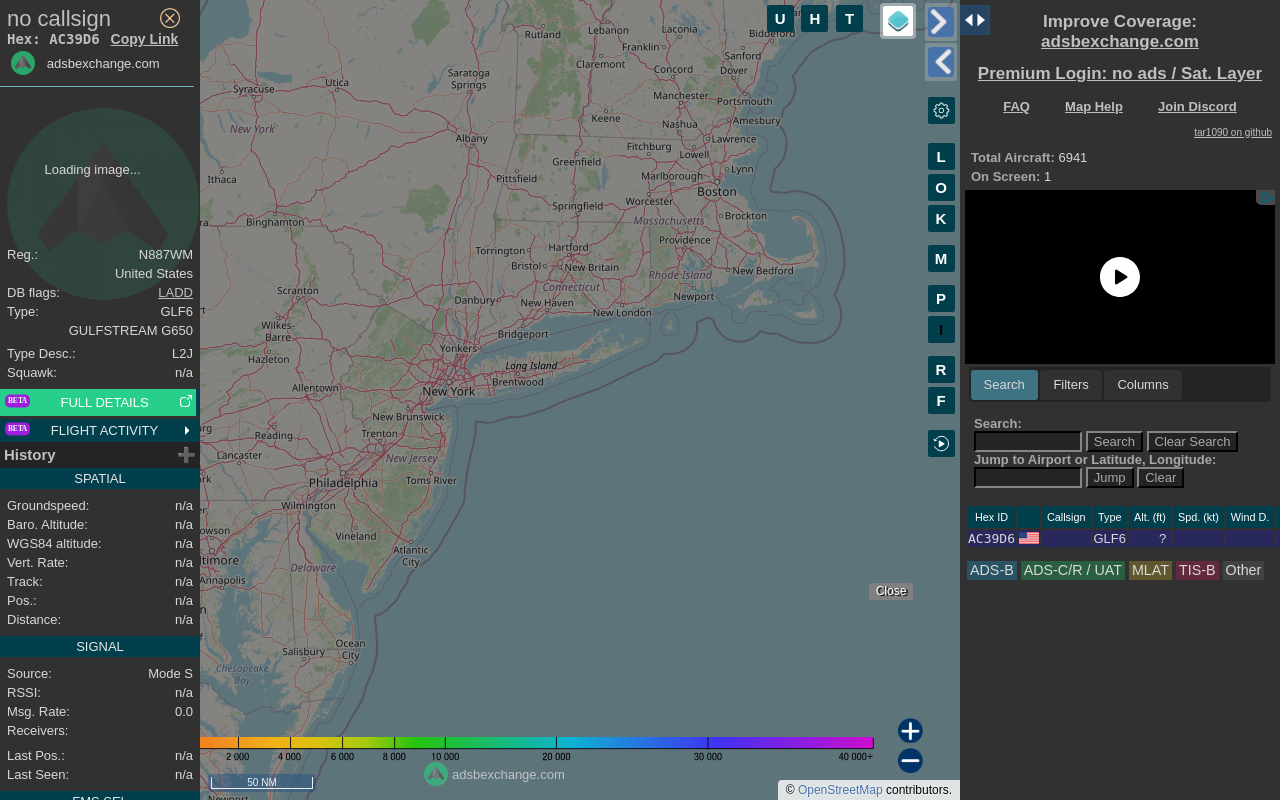 no callsign
Hex: AC39D6 Copy Link
adsbexchange.com
Loading image...
Reg.: N887WM
United States
DB flags: LADD
Type: GLF6
GULFSTREAM G650
Type Desc.: L2J
Squawk: n/a
BETA FULL DETAILS
BETA FLIGHT ACTIVITY
History
SPATIAL
Groundspeed: n/a
Baro. Altitude: n/a
WGS84 altitude: n/a
Vert. Rate: n/a
Track: n/a
Pos.: n/a
Distance: n/a
SIGNAL
Source: Mode S
RSSI: n/a
Msg. Rate: 0.0
Receivers:
Last Pos.: n/a
Last Seen: n/a
FMS SEL
U H T
L
O
K
M
P
I
R
F
Rutland
Lebanon
Laconia
Biddeford
Franklin
Sanford
Claremont
Concord
Dover
Saratoga
Springs
Utica
Syracuse
Manchester
Portsmouth
Keene
Nashua
Amesbury
New York
Albany
Fitchburg
Lawrence
Greenfield
Lowell
Lynn
Ithaca
Pittsfield
Marlborough
Boston
Worcester
Springfield
Binghamton
Massachusetts
Brockton
Providence
Torrington
Hartford
Bristol
New Britain
Rhode Island
New Bedford
Connecticut
Scranton
Danbury
New Haven
Newport
New London
Wilkes-
Barre
Bridgeport
Hazleton
Yonkers
Long Island
Allentown
New York
Brentwood
New Brunswick
Reading
Trenton
Lancaster
New Jersey
Philadelphia
Toms River
Wilmington
Vineland
Atlantic
City
Delaware
Annapolis
Ocean
City
Salisbury
Chesapeake
Bay
Newport
Close
2 000 4 000 6 000 8 000 10 000 20 000 30 000 40 000+
50 NM
adsbexchange.com
© OpenStreetMap contributors.
Improve Coverage:
adsbexchange.com
Premium Login: no ads / Sat. Layer
FAQ Map Help Join Discord
tar1090 on github
Total Aircraft: 6941
On Screen: 1
Search Filters Columns
Search:
Search Clear Search
Jump to Airport or Latitude, Longitude:
Jump Clear
Hex ID Callsign Type Alt. (ft) Spd. (kt) Wind D.
AC39D6 GLF6 ?
ADS-B ADS-C/R / UAT MLAT TIS-B Other